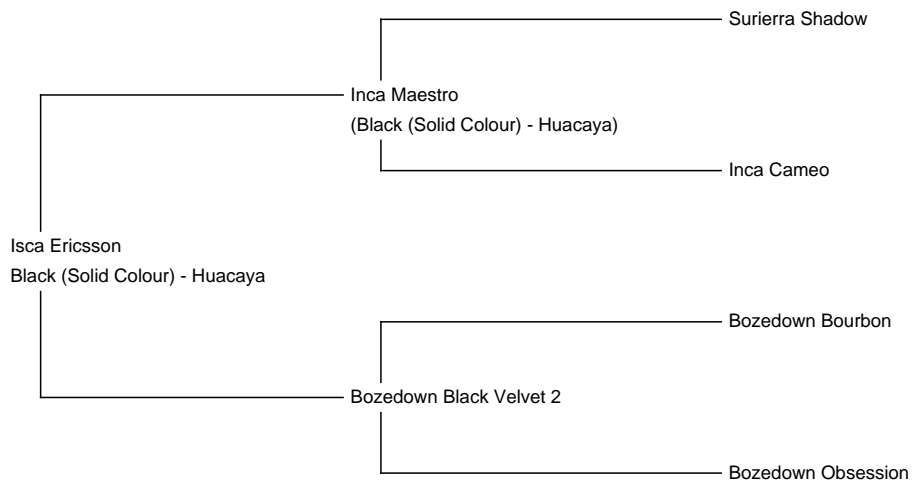 Surierra Shadow
Inca Maestro
(Black (Solid Colour) - Huacaya)
Inca Cameo
Isca Ericsson
Black (Solid Colour) - Huacaya
Bozedown Bourbon
Bozedown Black Velvet 2
Bozedown Obsession